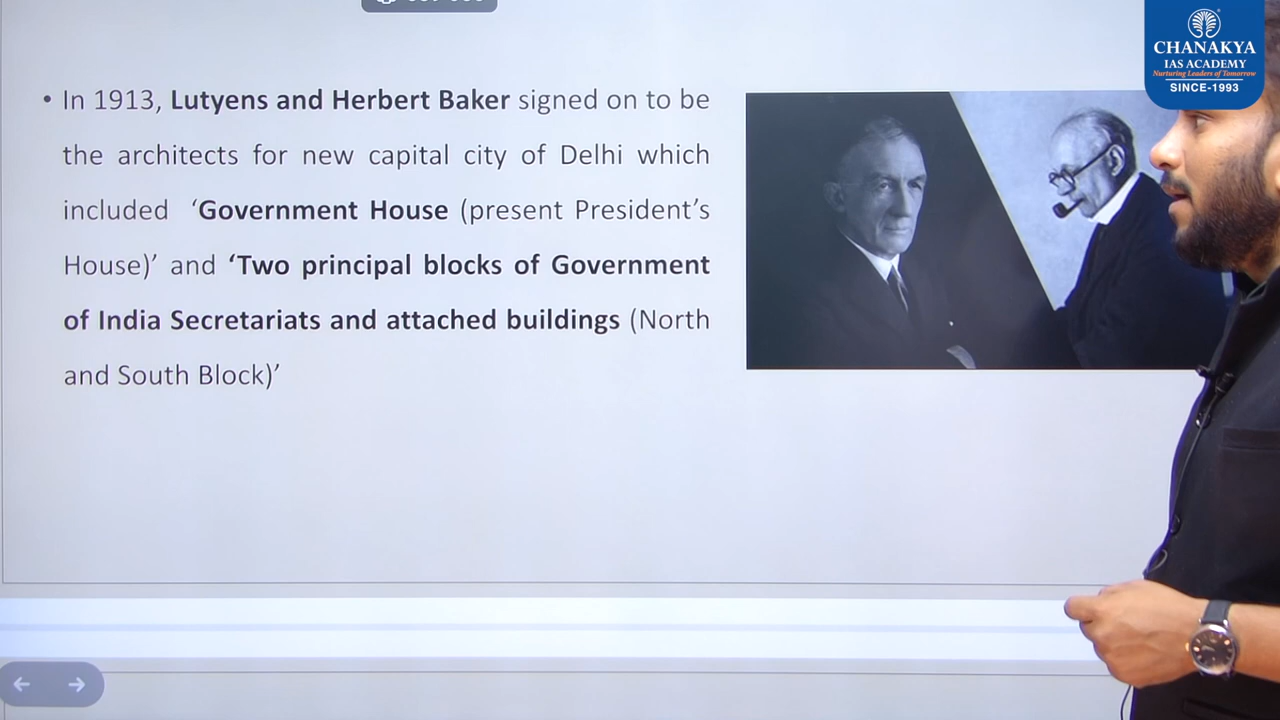 CHANAKYA
IAS ACADEMY
Nurturing Leaders of Tomorrow
SINCE-1993
• In 1913, Lutyens and Herbert Baker signed on to be
the architects for new capital city of Delhi which
included ‘Government House (present President’s
House)’ and ‘Two principal blocks of Government
of India Secretariats and attached buildings (North
and South Block)’